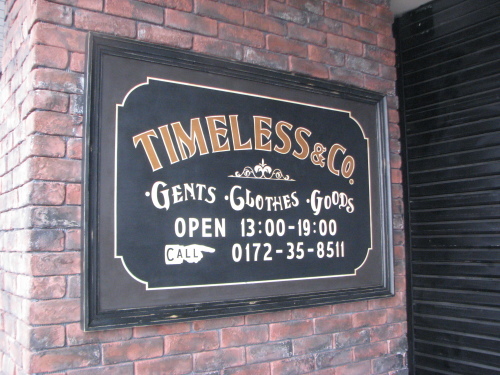 TIMELESS & CO.
·GENTS ·CLOTHES ·GOODS
OPEN 13:00-19:00
CALL 0172-35-8511